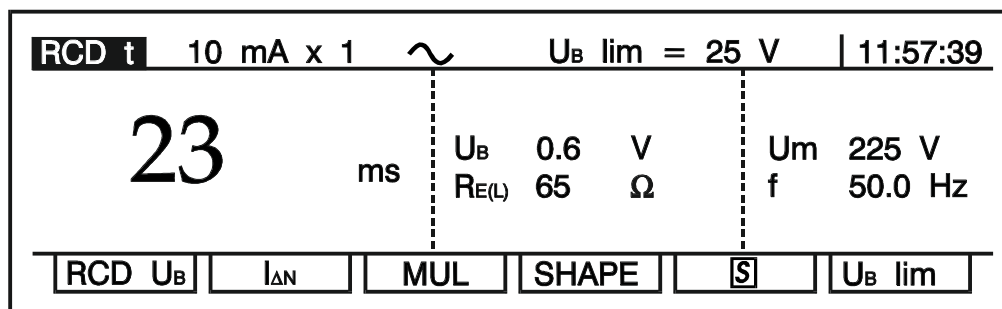 RCD t 10 mA x 1 ∿ UB lim = 25 V 11:57:39
23 ms
UB 0.6 V
RE(L) 65 Ω
Um 225 V
f 50.0 Hz
RCD UB IΔN MUL SHAPE S UB lim